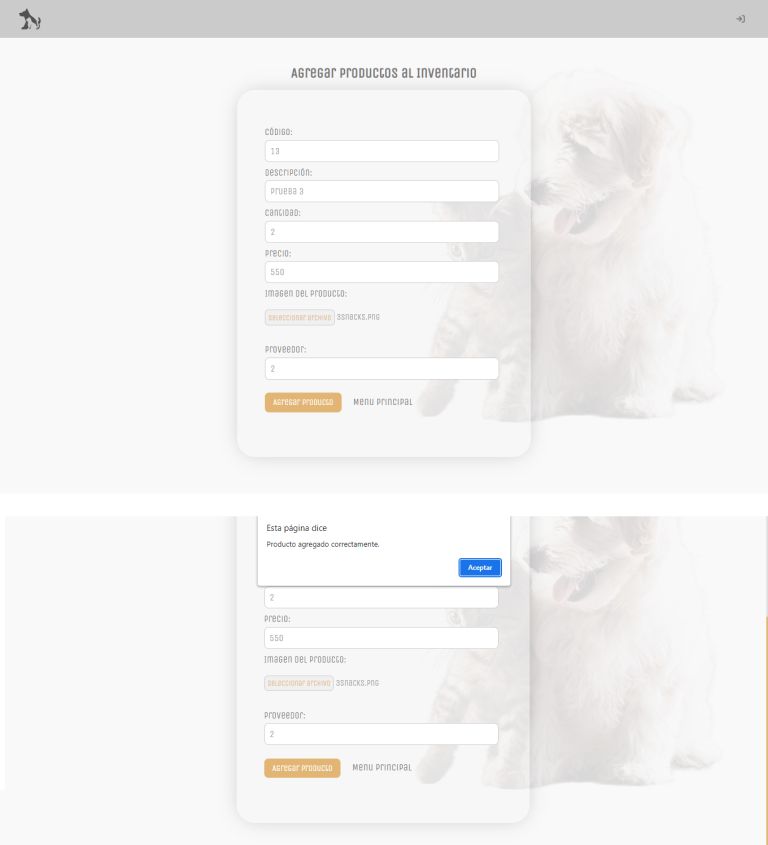 Agregar Productos al Inventario
Código:
13
Descripción:
Prueba 3
Cantidad:
2
Precio:
550
Imagen del Producto:
Seleccionar archivo 3snacks.png
Proveedor:
2
Agregar Producto Menu Principal
Esta página dice
Producto agregado correctamente.
Aceptar
2
Precio:
550
Imagen del Producto:
Seleccionar archivo 3snacks.png
Proveedor:
2
Agregar Producto Menu Principal